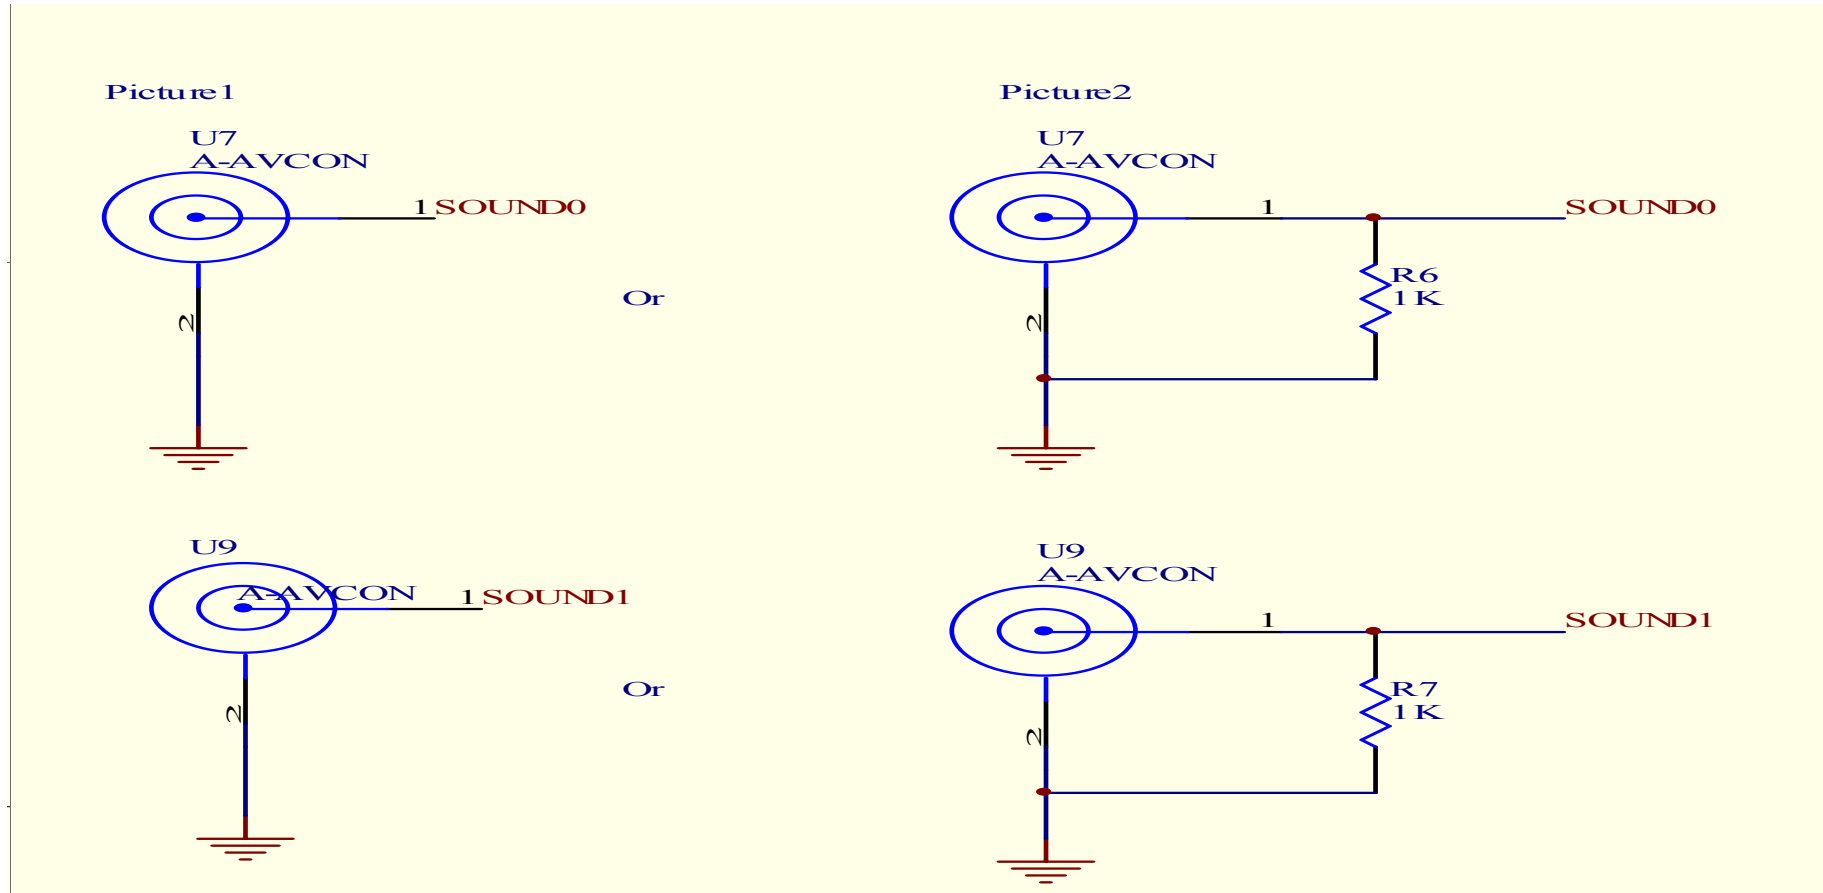 Picture1
Picture2
U7
A-AVCON
1 SOUND0
2
U7
A-AVCON
1
SOUND0
R6
1K
2
Or
U9
A-AVCON
1 SOUND1
2
U9
A-AVCON
1
SOUND1
R7
1K
2
Or